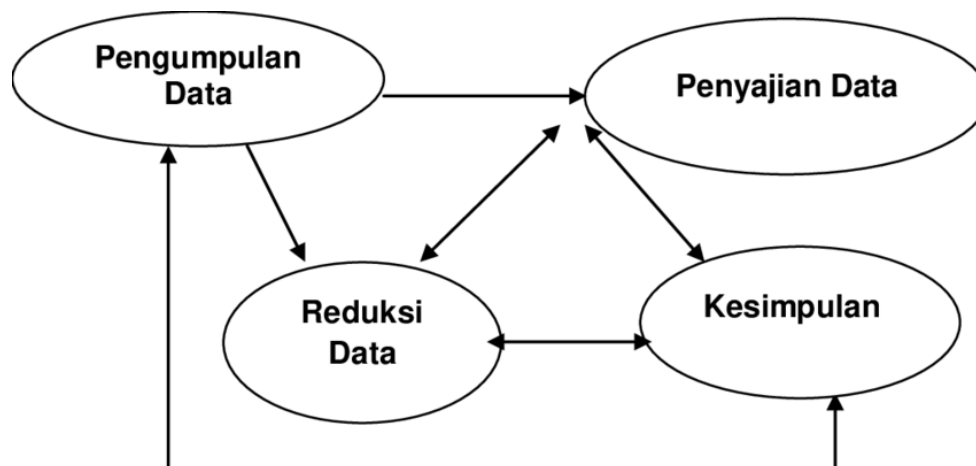 Pengumpulan
Data
Penyajian Data
Reduksi
Data
Kesimpulan